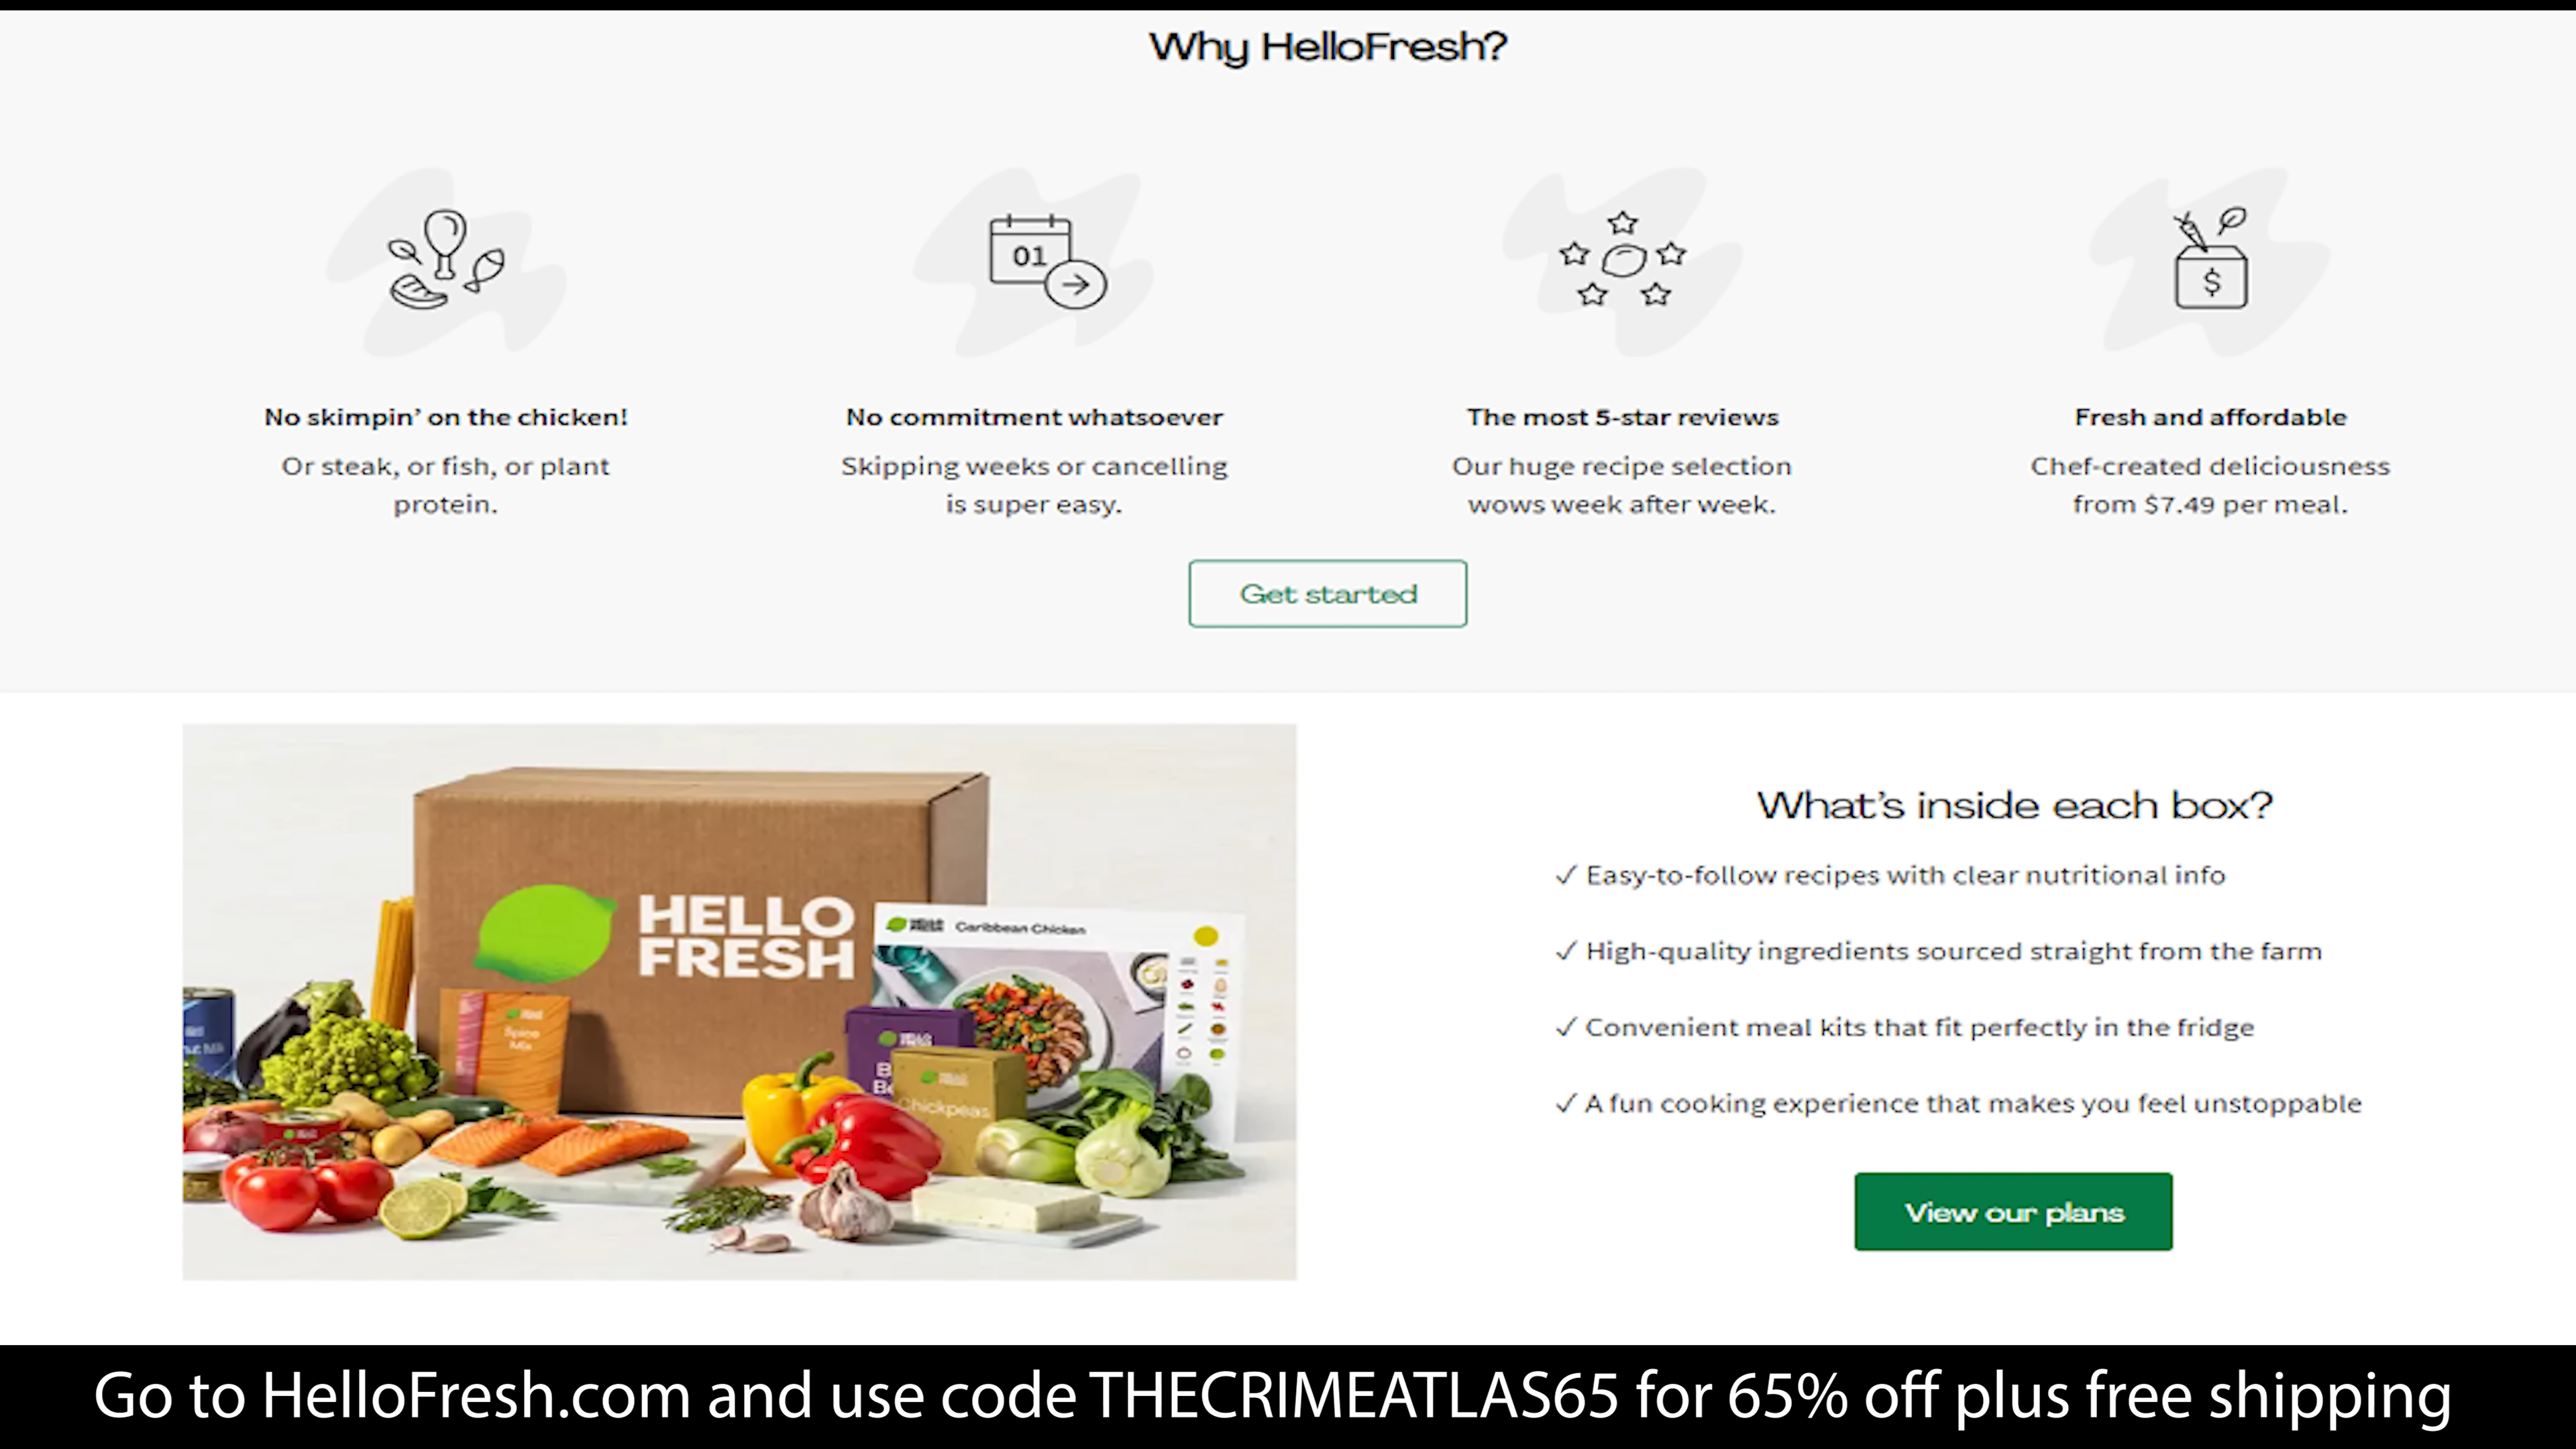 Why HelloFresh?
01
$
No skimpin’ on the chicken!
Or steak, or fish, or plant
protein.
No commitment whatsoever
Skipping weeks or cancelling
is super easy.
The most 5-star reviews
Our huge recipe selection
wows week after week.
Fresh and affordable
Chef-created deliciousness
from $7.49 per meal.
Get started
HELLO
FRESH
Caribbean Chicken
Spice
Mix
Chickpeas
What’s inside each box?
✓ Easy-to-follow recipes with clear nutritional info
✓ High-quality ingredients sourced straight from the farm
✓ Convenient meal kits that fit perfectly in the fridge
✓ A fun cooking experience that makes you feel unstoppable
View our plans
Go to HelloFresh.com and use code THECRIMEATLAS65 for 65% off plus free shipping